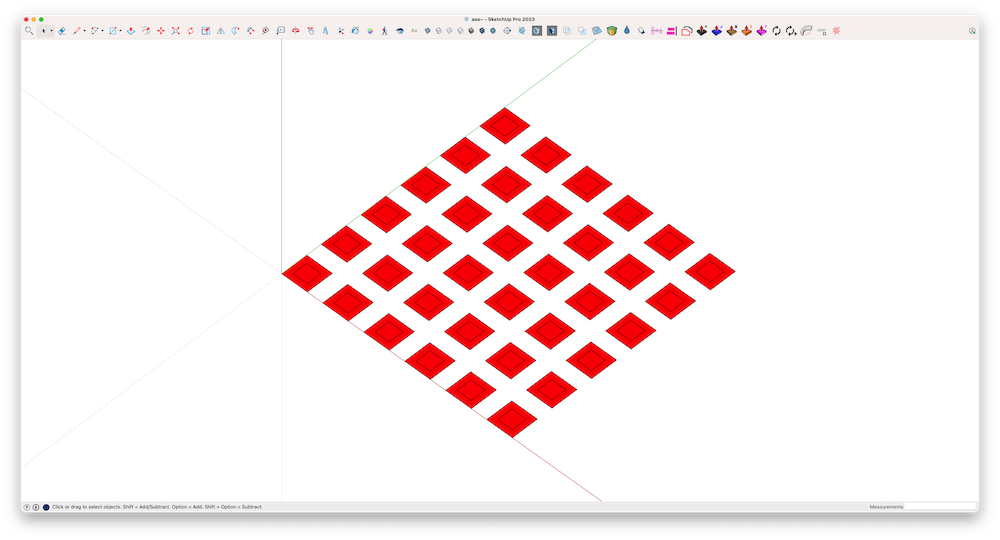 aaa~ - SketchUp Pro 2023
Click or drag to select objects. Shift = Add/Subtract. Option = Add. Shift + Option = Subtract.
Measurements